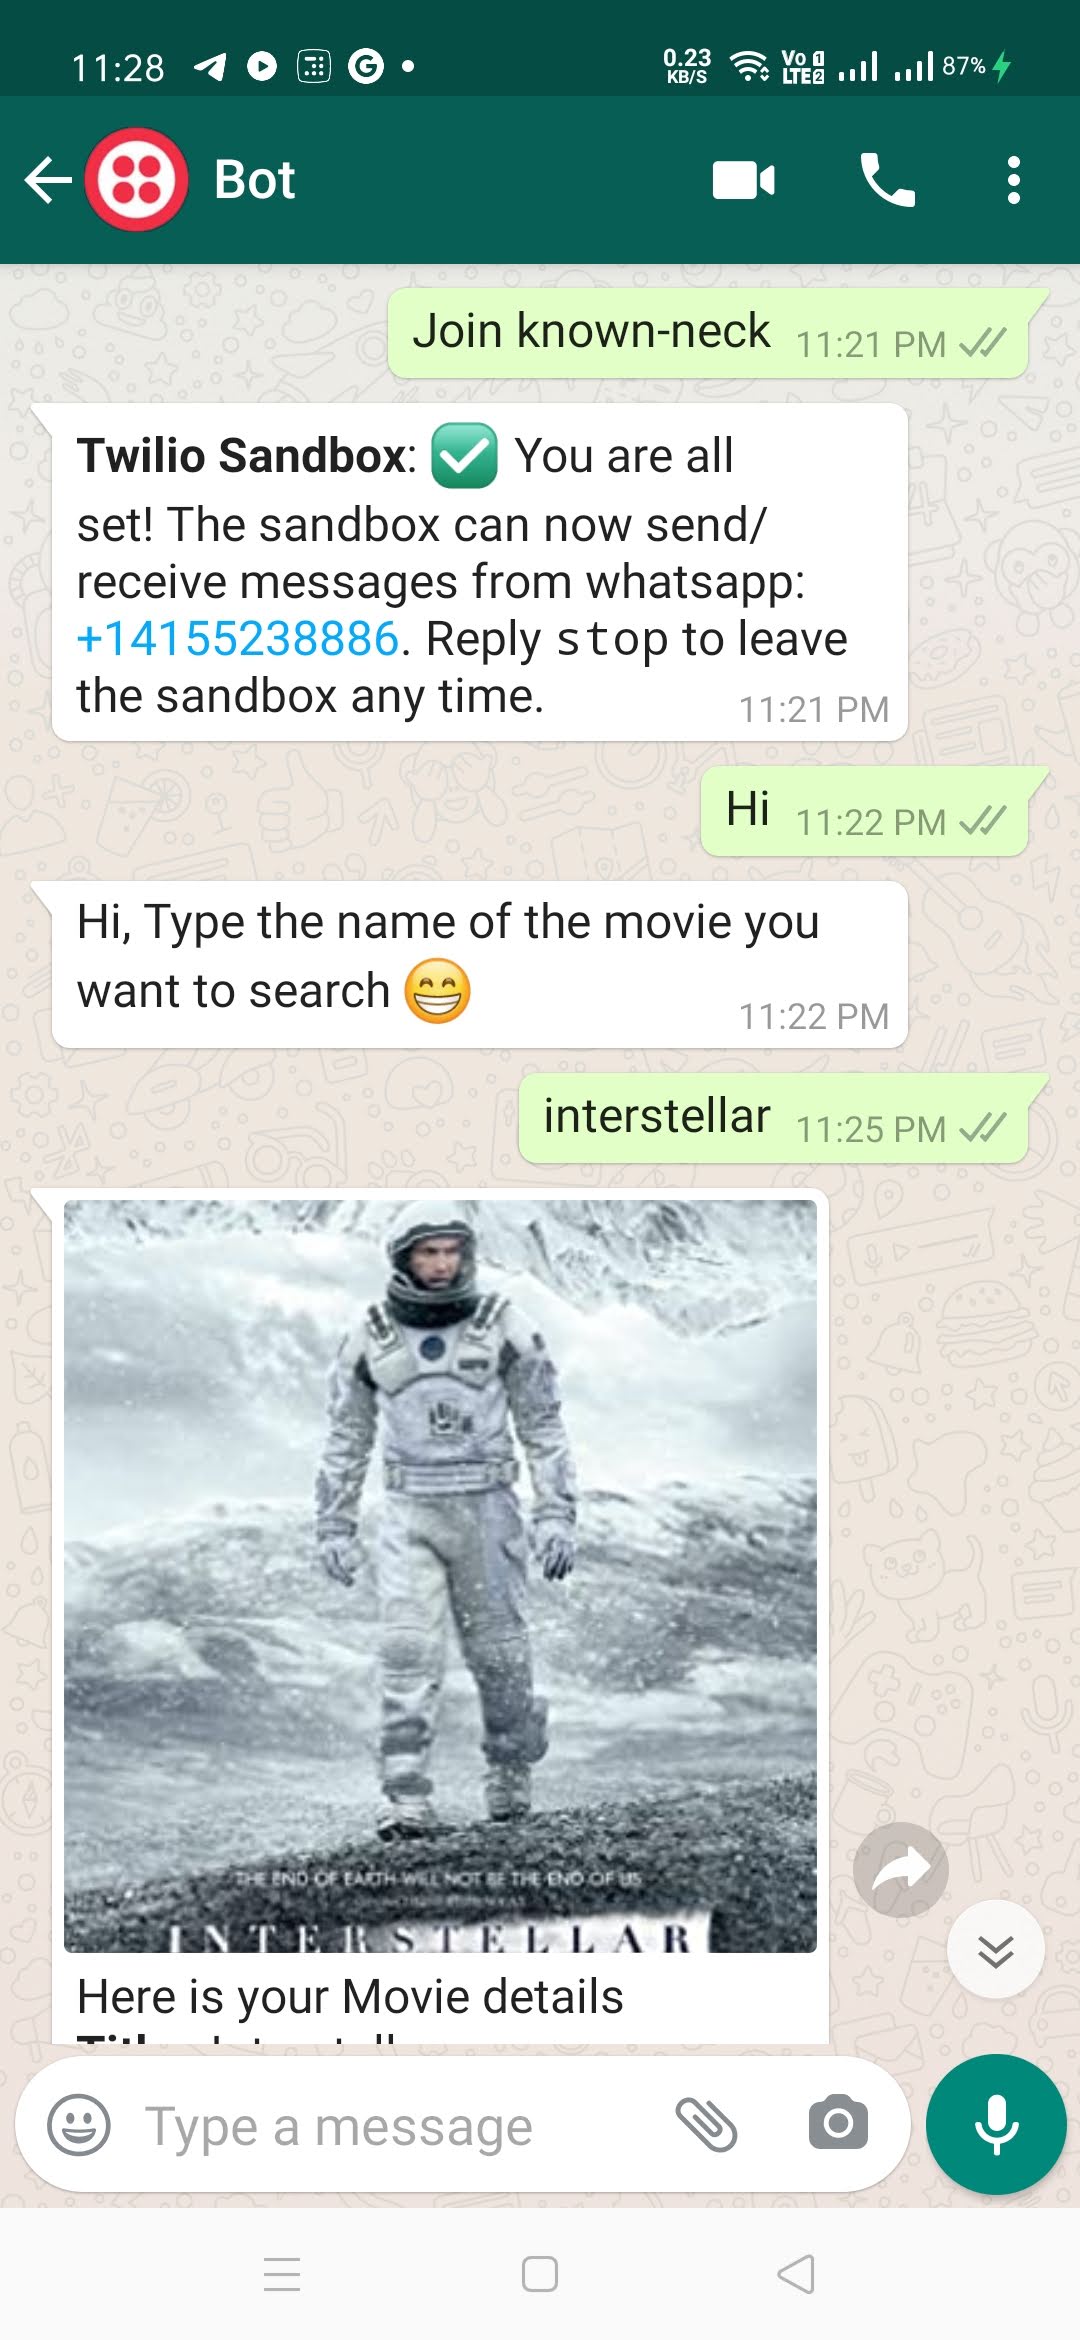 11:28
0.23
KB/S
Vo 1
LTE 2
87%
Bot
Join known-neck 11:21 PM
Twilio Sandbox: ✅ You are all
set! The sandbox can now send/
receive messages from whatsapp:
+14155238886. Reply stop to leave
the sandbox any time. 11:21 PM
Hi 11:22 PM
Hi, Type the name of the movie you
want to search 😁 11:22 PM
interstellar 11:25 PM
THE END OF EARTH WILL NOT BE THE END OF US
INTERSTELLAR
Here is your Movie details
Type a message